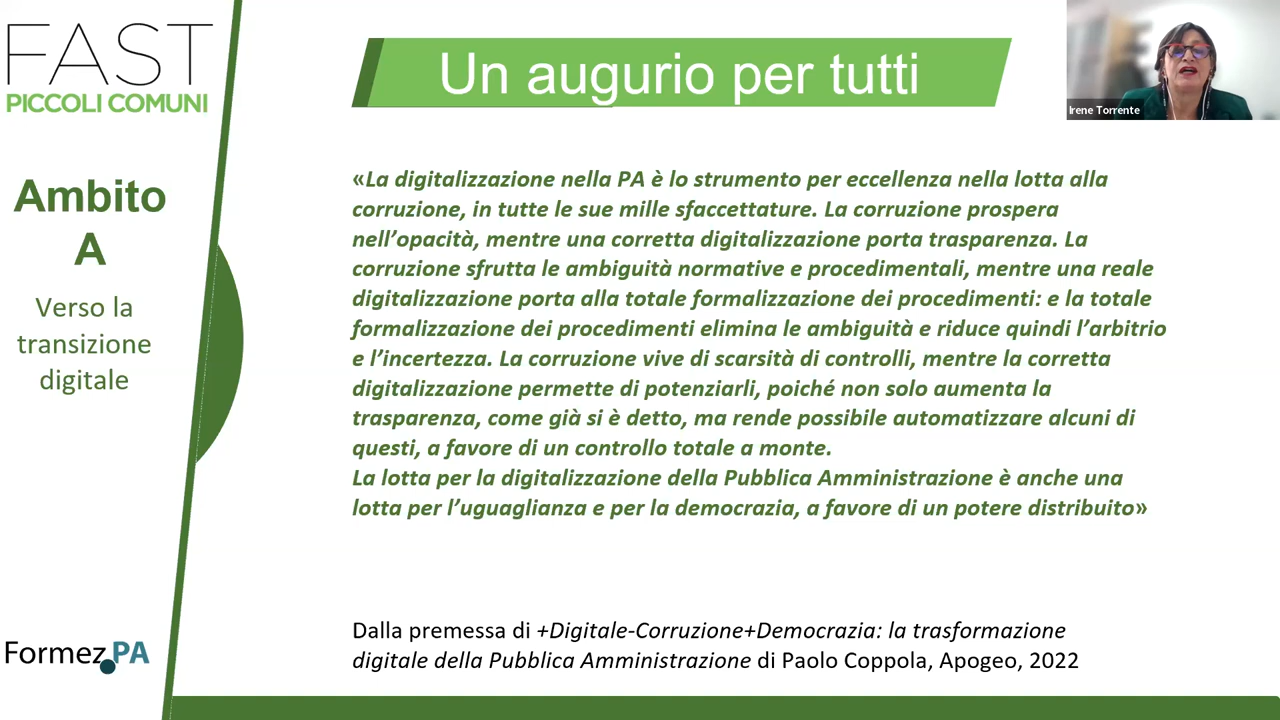 FAST
PICCOLI COMUNI
Ambito
A
Verso la
transizione
digitale
Formez PA
Un augurio per tutti
Irene Torrente
«La digitalizzazione nella PA è lo strumento per eccellenza nella lotta alla
corruzione, in tutte le sue mille sfaccettature. La corruzione prospera
nell’opacità, mentre una corretta digitalizzazione porta trasparenza. La
corruzione sfrutta le ambiguità normative e procedimentali, mentre una reale
digitalizzazione porta alla totale formalizzazione dei procedimenti: e la totale
formalizzazione dei procedimenti elimina le ambiguità e riduce quindi l’arbitrio
e l’incertezza. La corruzione vive di scarsità di controlli, mentre la corretta
digitalizzazione permette di potenziarli, poiché non solo aumenta la
trasparenza, come già si è detto, ma rende possibile automatizzare alcuni di
questi, a favore di un controllo totale a monte.
La lotta per la digitalizzazione della Pubblica Amministrazione è anche una
lotta per l’uguaglianza e per la democrazia, a favore di un potere distribuito»
Dalla premessa di +Digitale-Corruzione+Democrazia: la trasformazione
digitale della Pubblica Amministrazione di Paolo Coppola, Apogeo, 2022